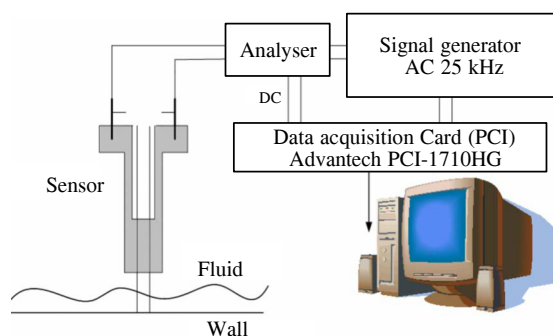 Analyser
Signal generator
AC 25 kHz
DC
Data acquisition Card (PCI)
Advantech PCI-1710HG
Sensor
Fluid
Wall